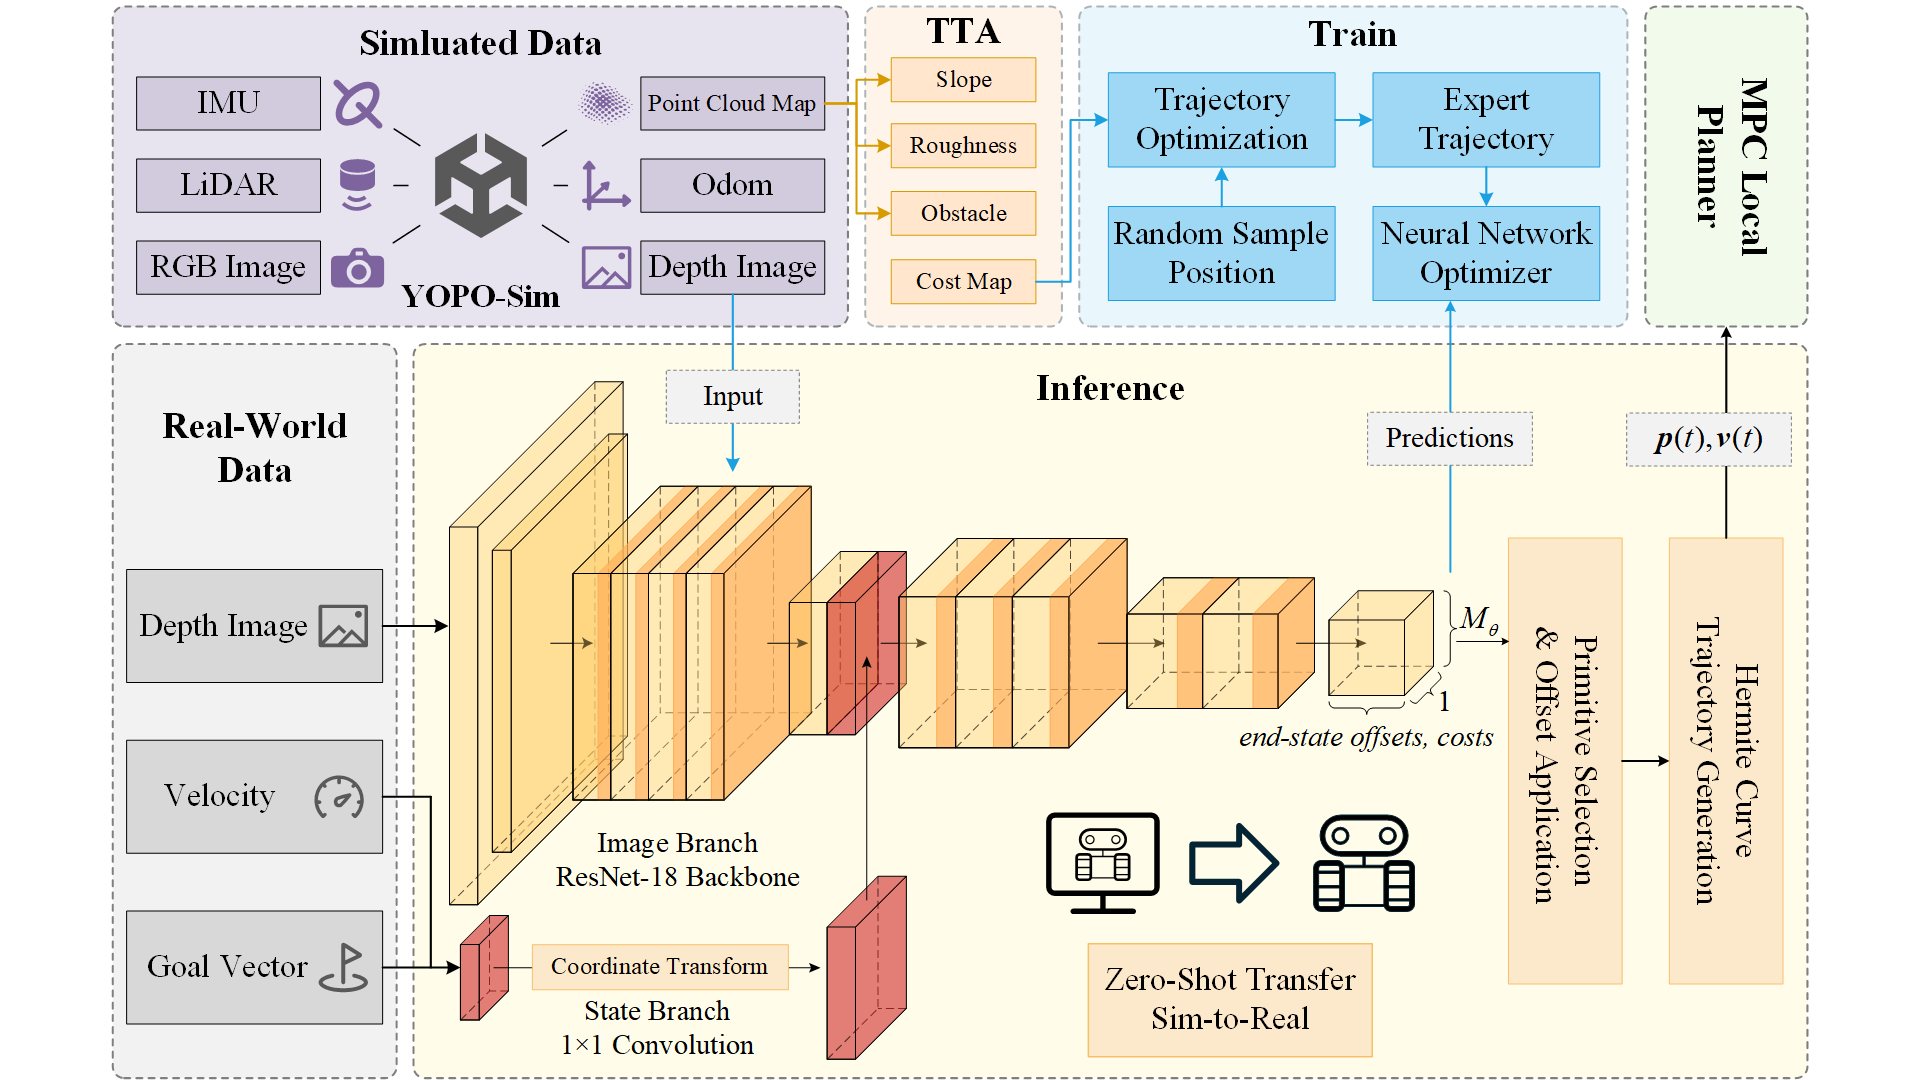 Simluated Data
IMU
LiDAR
RGB Image
YOPO-Sim
Point Cloud Map
Odom
Depth Image
TTA
Slope
Roughness
Obstacle
Cost Map
Train
Trajectory
Optimization
Expert
Trajectory
Random Sample
Position
Neural Network
Optimizer
MPC Local
Planner
Real-World
Data
Depth Image
Velocity
Goal Vector
Inference
Input
Predictions
p(t), v(t)
Image Branch
ResNet-18 Backbone
Coordinate Transform
State Branch
1×1 Convolution
M_θ
1
end-state offsets, costs
Zero-Shot Transfer
Sim-to-Real
Primitive Selection
& Offset Application
Hermite Curve
Trajectory Generation